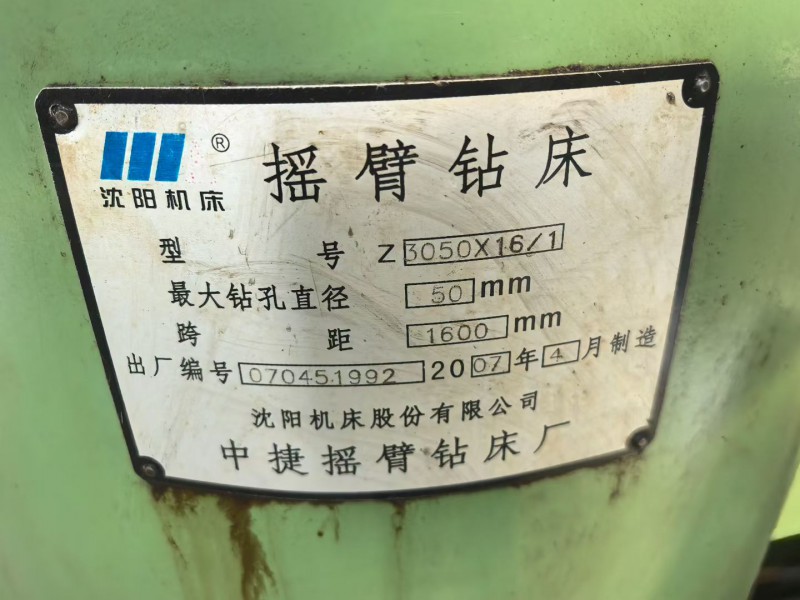 沈阳机床 ® 摇臂钻床
型号 Z3050X16/1
最大钻孔直径 50 mm
跨距 1600 mm
出厂编号 070451992 2007年4月制造
沈阳机床股份有限公司
中捷摇臂钻床厂